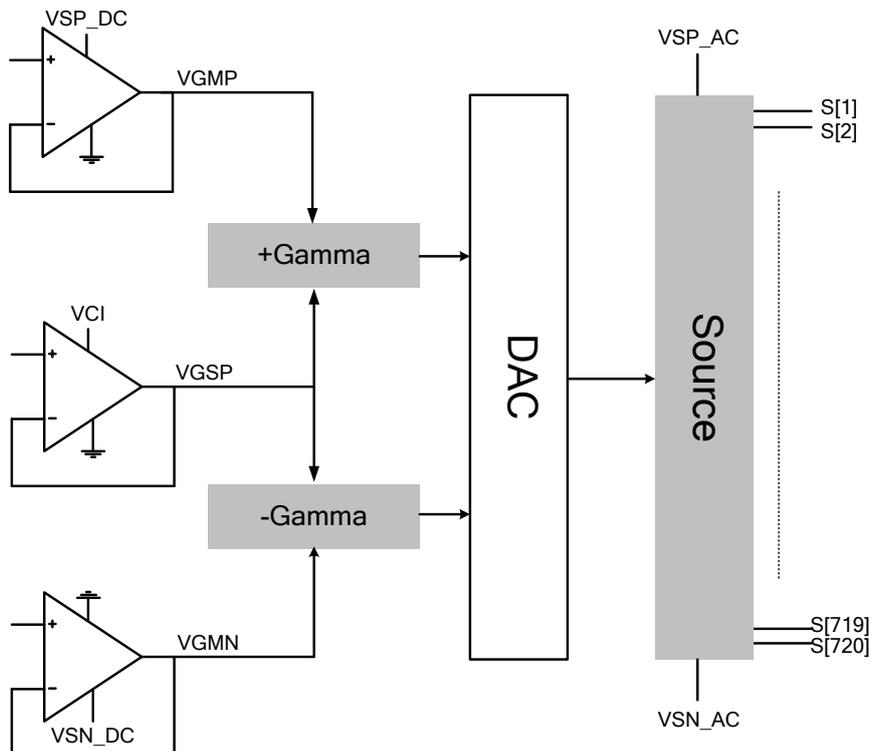 VSP_DC
+
VGMP
-
VSP_AC
S[1]
S[2]
+Gamma
VCI
+
VGSP
-
DAC
Source
-Gamma
+
VGMN
-
VSN_DC
S[719]
S[720]
VSN_AC